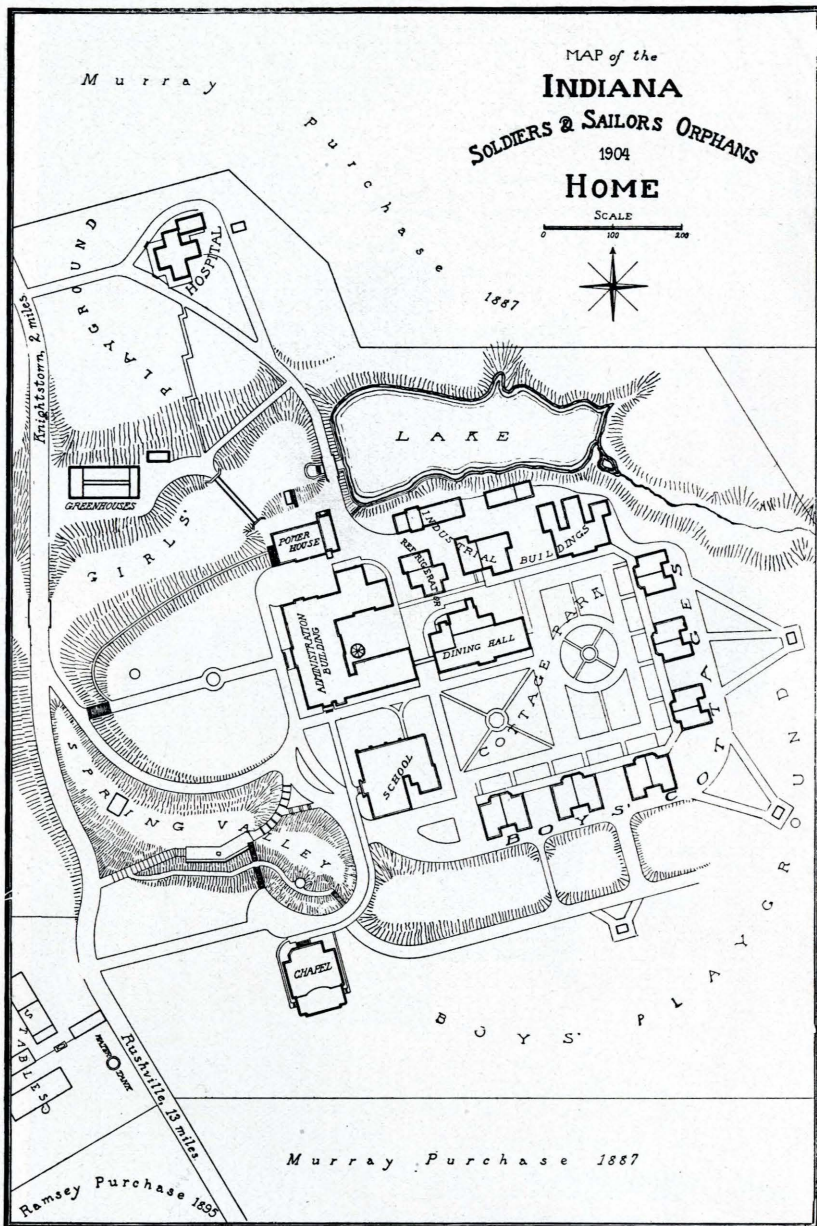 MAP of the
INDIANA
SOLDIERS & SAILORS ORPHANS
1904
HOME
SCALE
0 100 200
Murray Purchase 1887
HOSPITAL
GIRLS' PLAYGROUND
Knightstown, 2 miles.
LAKE
GREENHOUSES
POWER HOUSE
INDUSTRIAL BUILDINGS
REFRIGERATOR
ADMINISTRATION BUILDING
DINING HALL
COTTAGE PARK
SCHOOL
BOYS' COTTAGES
SPRING VALLEY
CHAPEL
BOYS' PLAYGROUND
STABLES
WATER TANK
Rushville, 13 miles
Murray Purchase 1887
Ramsey Purchase 1895